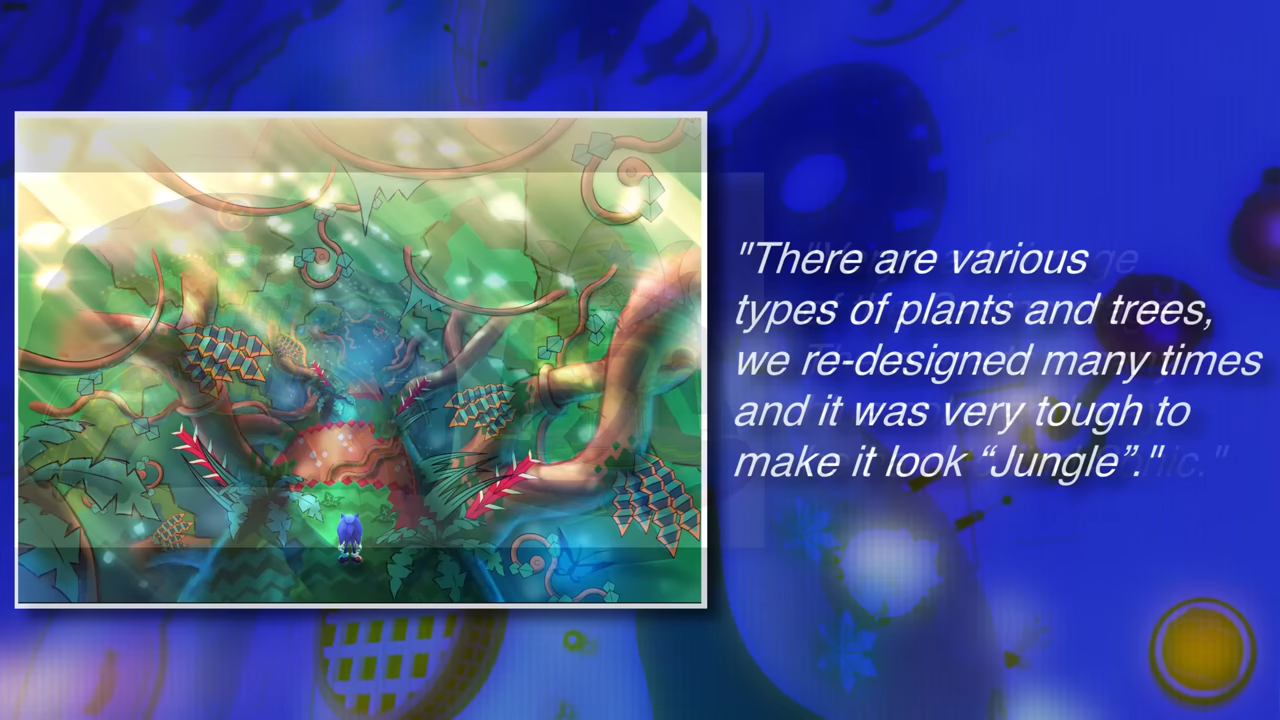 "There are various
types of plants and trees,
we re-designed many times
and it was very tough to
make it look “Jungle”."